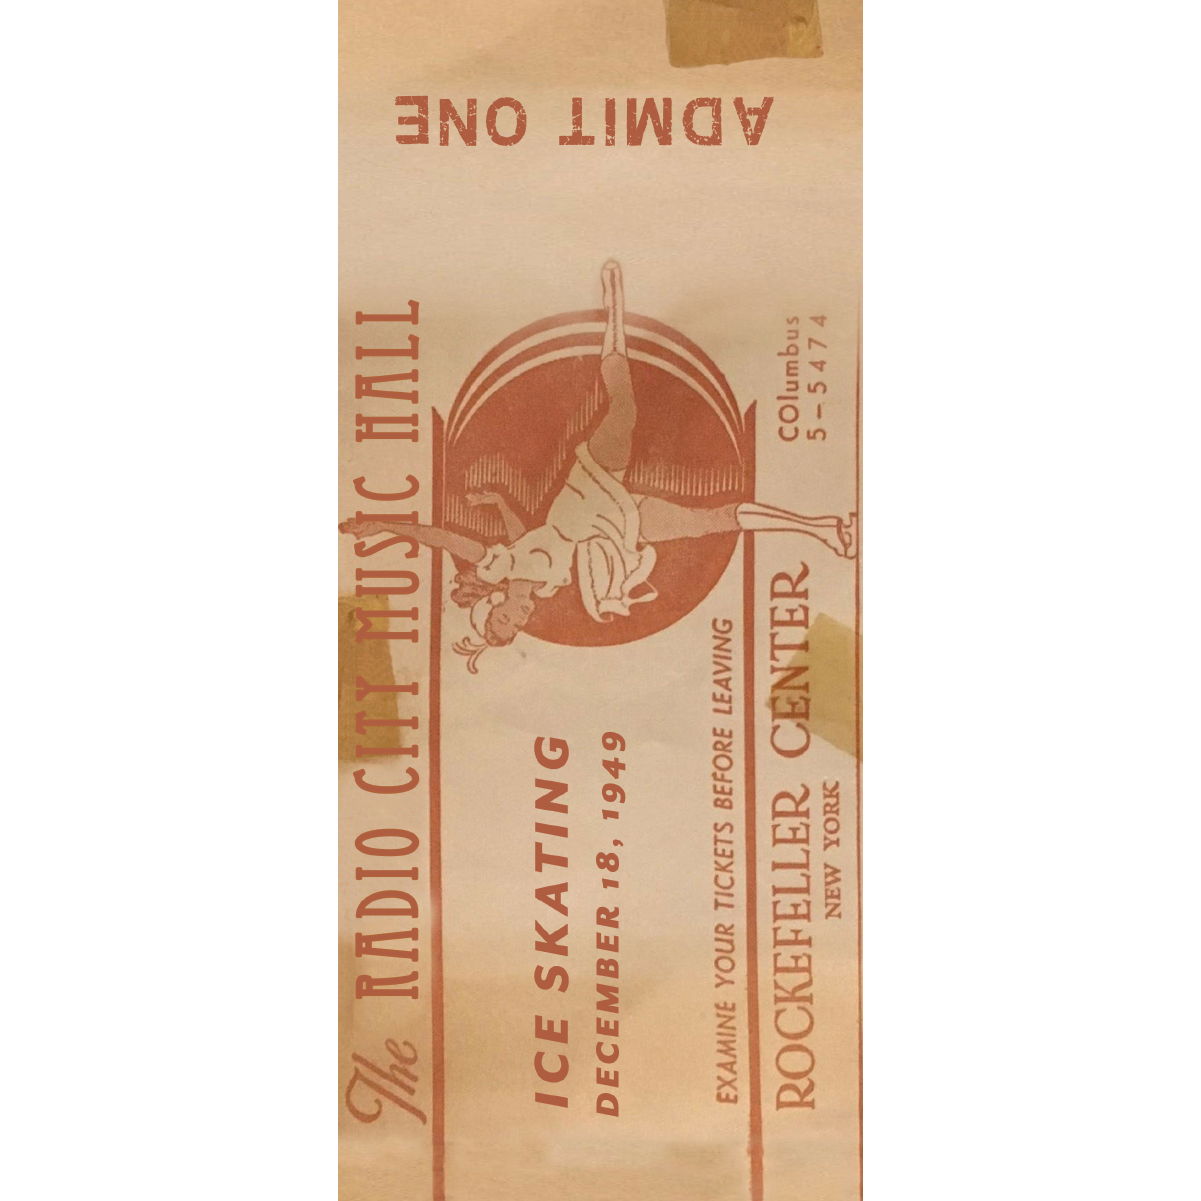 The RADIO CITY MUSIC HALL
ICE SKATING
DECEMBER 18, 1949
EXAMINE YOUR TICKETS BEFORE LEAVING
ROCKEFELLER CENTER
NEW YORK
COlumbus
5-5474
ADMIT ONE